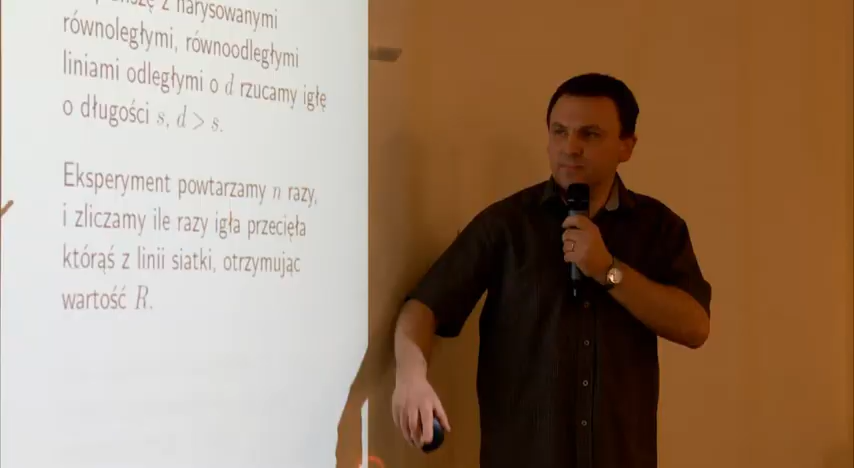 z narysowanymi
równoległymi, równoodległymi
liniami odległymi o d rzucamy igłę
o długości s, d > s.
Eksperyment powtarzamy n razy,
i zliczamy ile razy igła przecięła
którąś z linii siatki, otrzymując
wartość R.